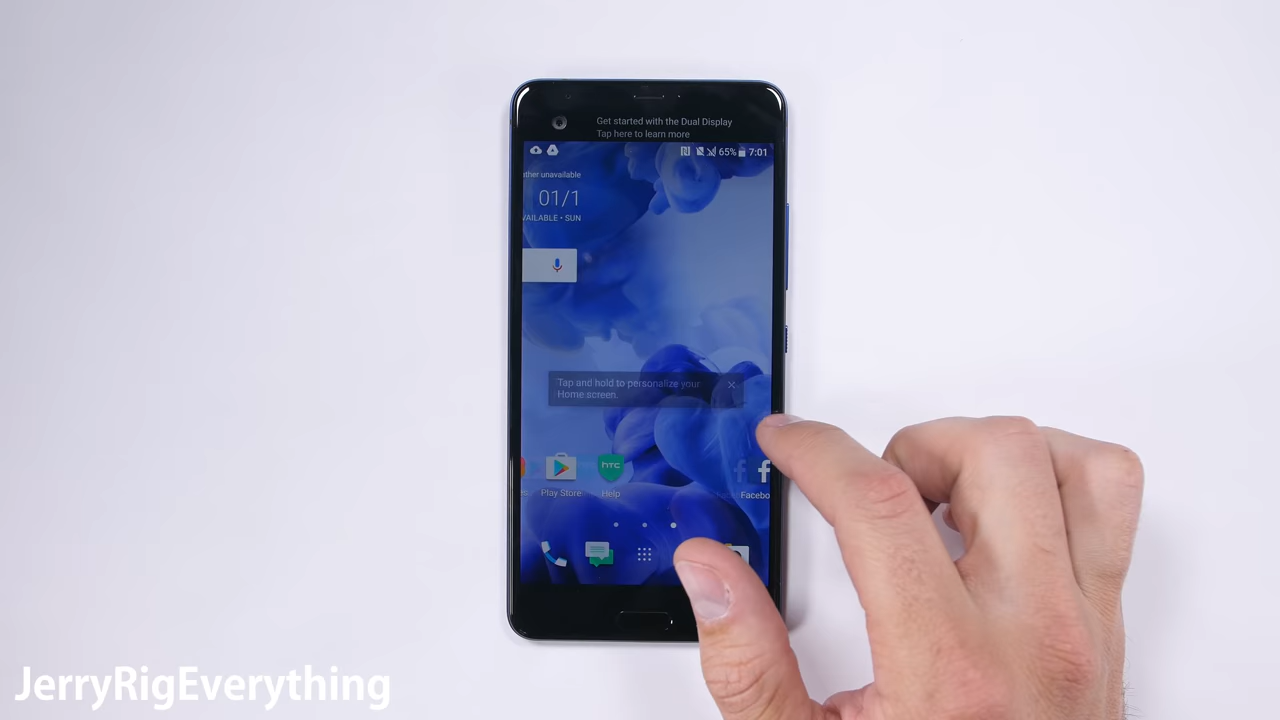 Get started with the Dual Display
Tap here to learn more
65% 7:01
ther unavailable
01/1
VAILABLE • SUN
Tap and hold to personalize your
Home screen.
htc
Play Store
Help
Facebo
JerryRigEverything